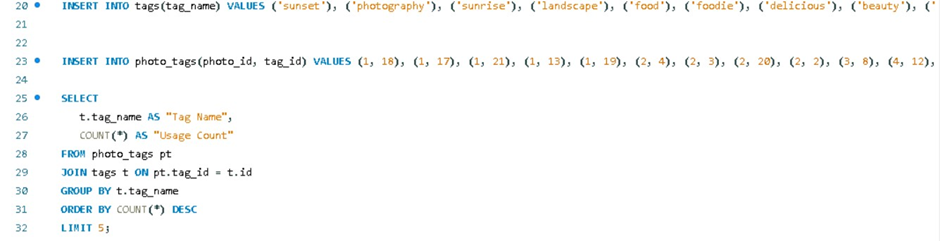 20 INSERT INTO tags(tag_name) VALUES ('sunset'), ('photography'), ('sunrise'), ('landscape'), ('food'), ('foodie'), ('delicious'), ('beauty'), ('
21
22
23 INSERT INTO photo_tags(photo_id, tag_id) VALUES (1, 18), (1, 17), (1, 21), (1, 13), (1, 19), (2, 4), (2, 3), (2, 20), (2, 2), (3, 8), (4, 12),
24
25 SELECT
26 t.tag_name AS "Tag Name",
27 COUNT(*) AS "Usage Count"
28 FROM photo_tags pt
29 JOIN tags t ON pt.tag_id = t.id
30 GROUP BY t.tag_name
31 ORDER BY COUNT(*) DESC
32 LIMIT 5;